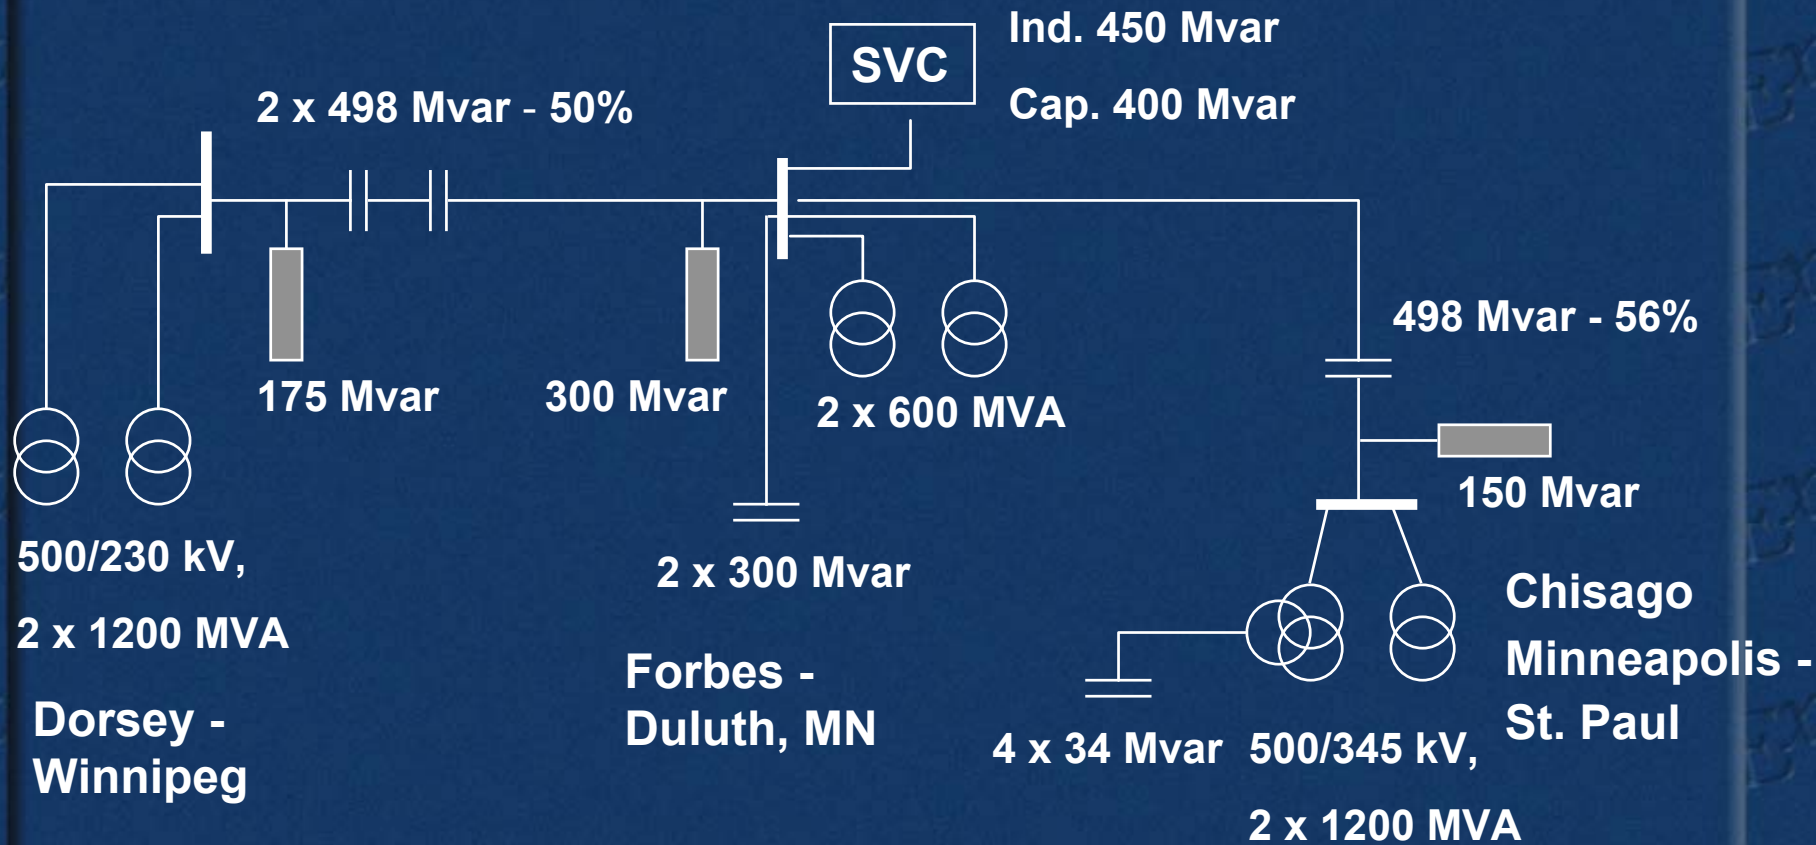 Ind. 450 Mvar
SVC
Cap. 400 Mvar
2 x 498 Mvar - 50%
498 Mvar - 56%
175 Mvar
300 Mvar
2 x 600 MVA
150 Mvar
500/230 kV,
2 x 1200 MVA
2 x 300 Mvar
Dorsey -
Winnipeg
Forbes -
Duluth, MN
Chisago
Minneapolis -
St. Paul
4 x 34 Mvar
500/345 kV,
2 x 1200 MVA